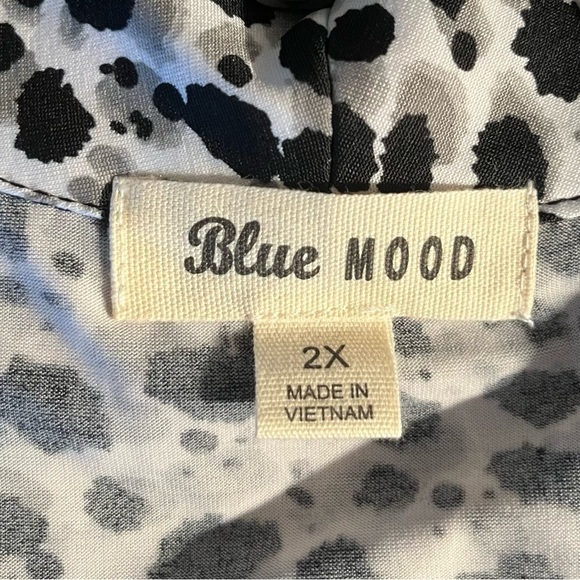 Blue MOOD
2X
MADE IN
VIETNAM